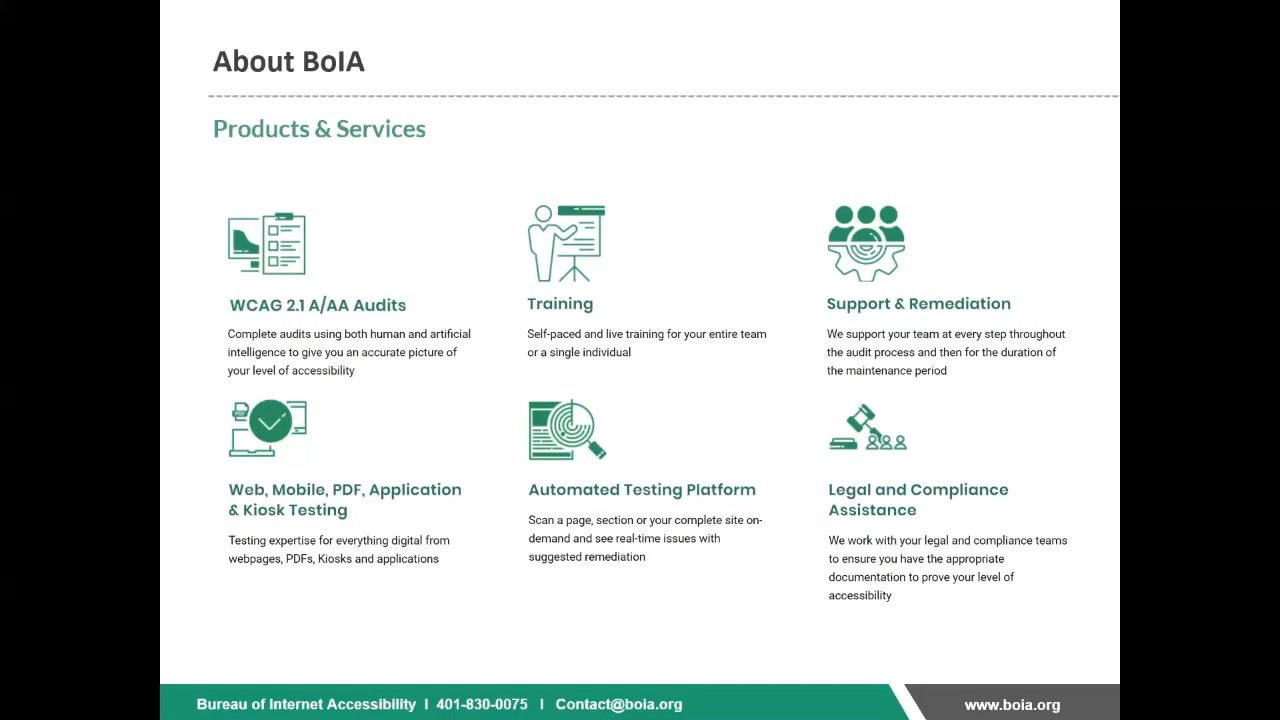 About BoIA
Products & Services
WCAG 2.1 A/AA Audits
Complete audits using both human and artificial
intelligence to give you an accurate picture of
your level of accessibility
Training
Self-paced and live training for your entire team
or a single individual
Support & Remediation
We support your team at every step throughout
the audit process and then for the duration of
the maintenance period
PDF
Web, Mobile, PDF, Application
& Kiosk Testing
Testing expertise for everything digital from
webpages, PDFs, Kiosks and applications
Automated Testing Platform
Scan a page, section or your complete site on-
demand and see real-time issues with
suggested remediation
Legal and Compliance
Assistance
We work with your legal and compliance teams
to ensure you have the appropriate
documentation to prove your level of
accessibility
Bureau of Internet Accessibility I 401-830-0075 I Contact@boia.org
www.boia.org